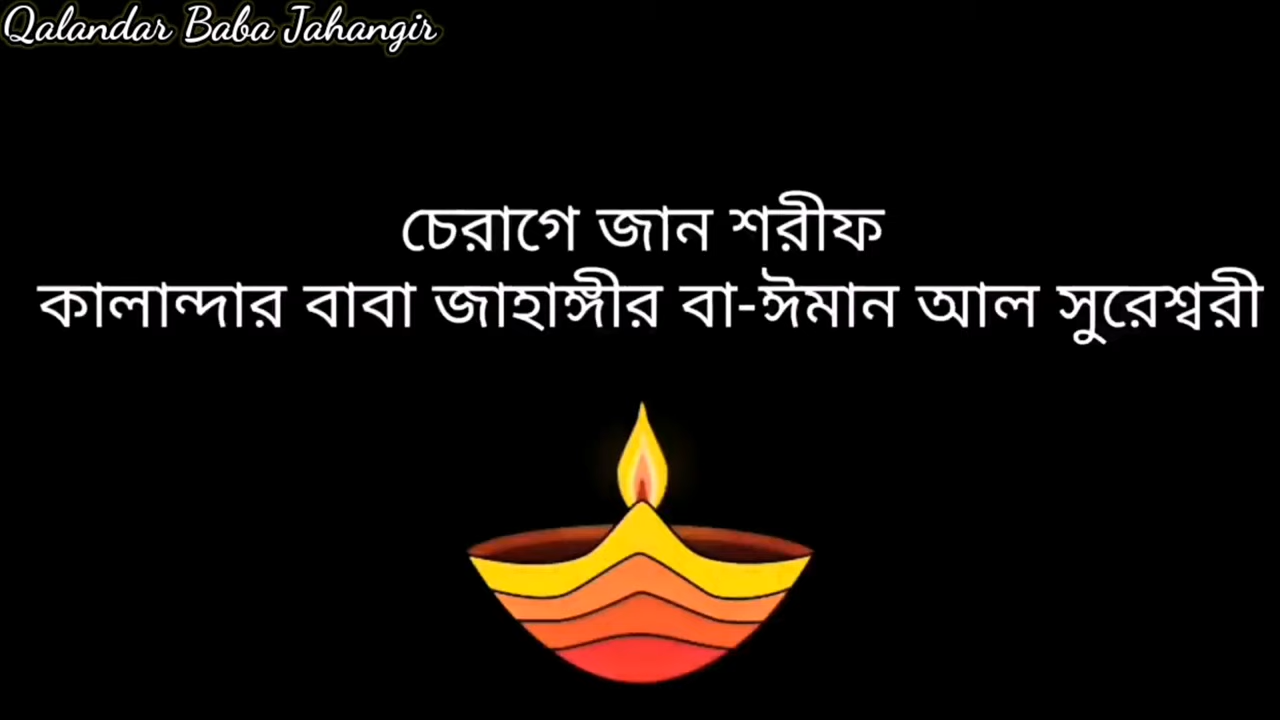 Qalandar Baba Jahangir
চেরাগে জান শরীফ
কালান্দার বাবা জাহাঙ্গীর বা-ঈমান আল সুরেশ্বরী